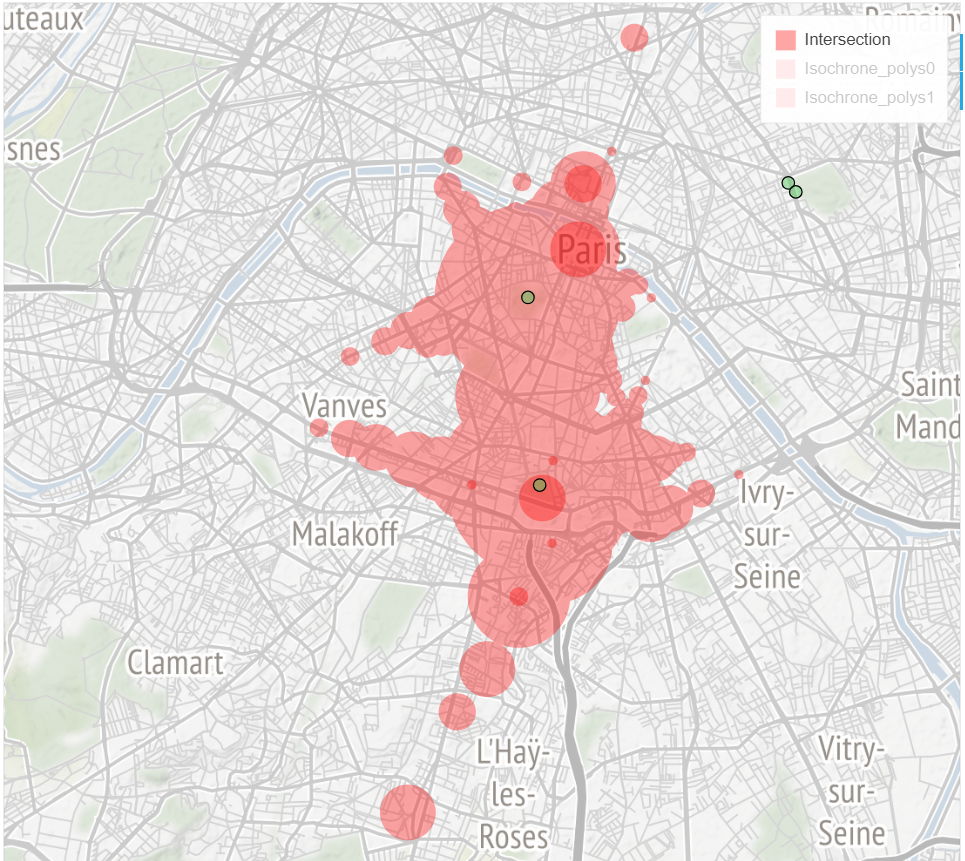 uteaux
Romainv
Intersection
Isochrone_polys0
Isochrone_polys1
esnes
Paris
Vanves
Saint
Mand
Ivry-
sur-
Seine
Malakoff
Clamart
L'Haÿ-
les-
Roses
Vitry-
sur-
Seine